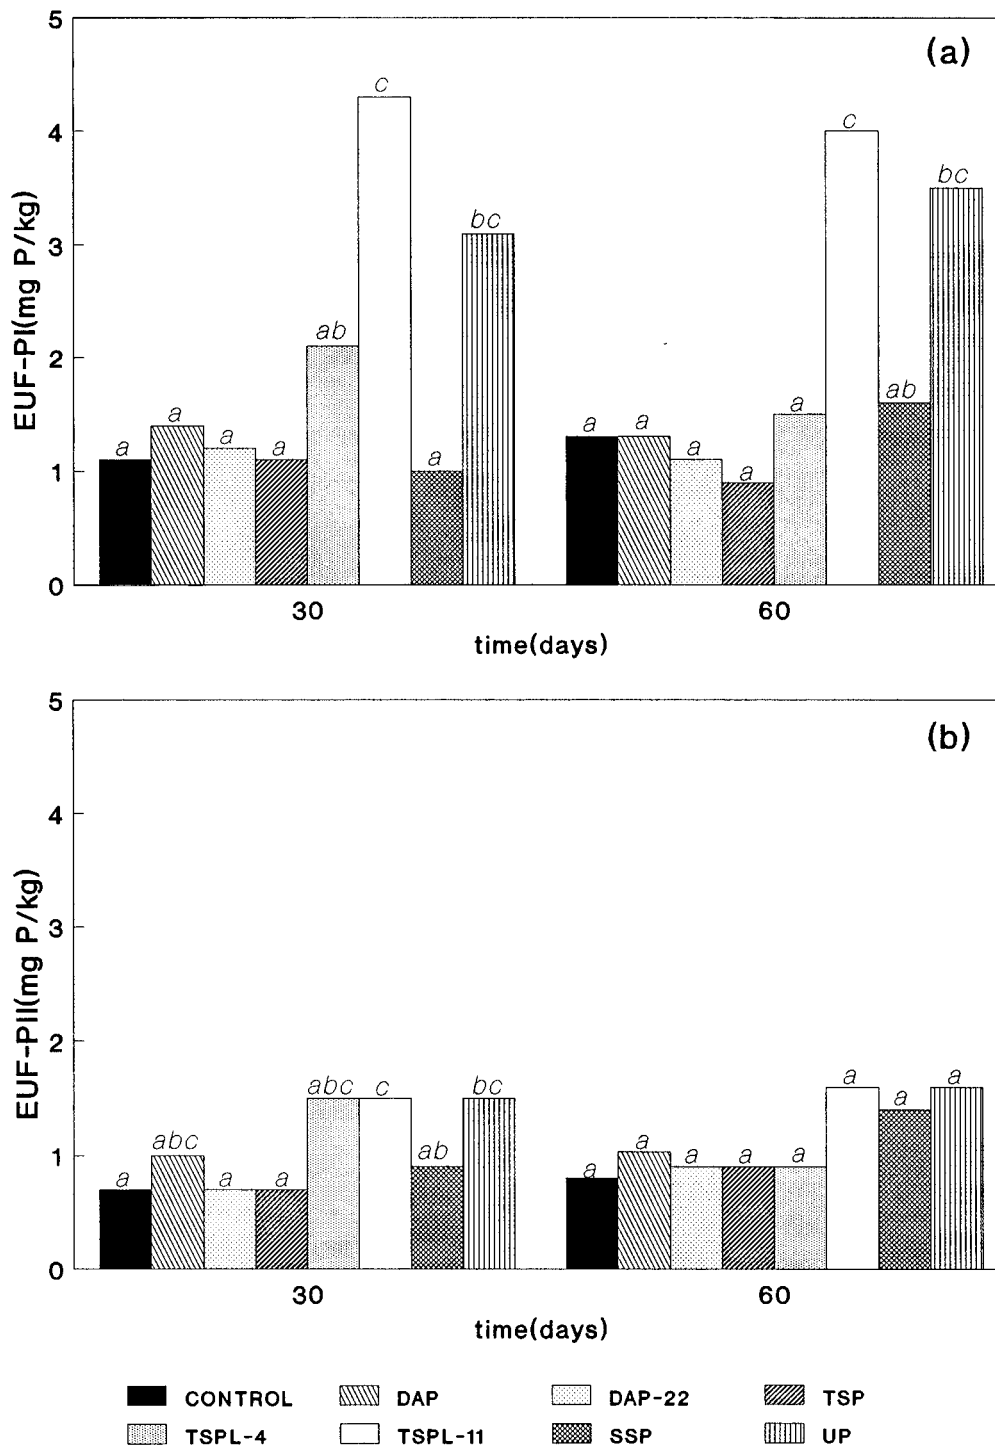 (a)
EUF-PI(mg P/kg)
5
4
3
2
1
0
a a a a ab c a bc
a a a a a c ab bc
30 60
time(days)
(b)
EUF-PII(mg P/kg)
5
4
3
2
1
0
a abc a a abc c ab bc
a a a a a a a a
30 60
time(days)
CONTROL DAP DAP-22 TSP
TSPL-4 TSPL-11 SSP UP